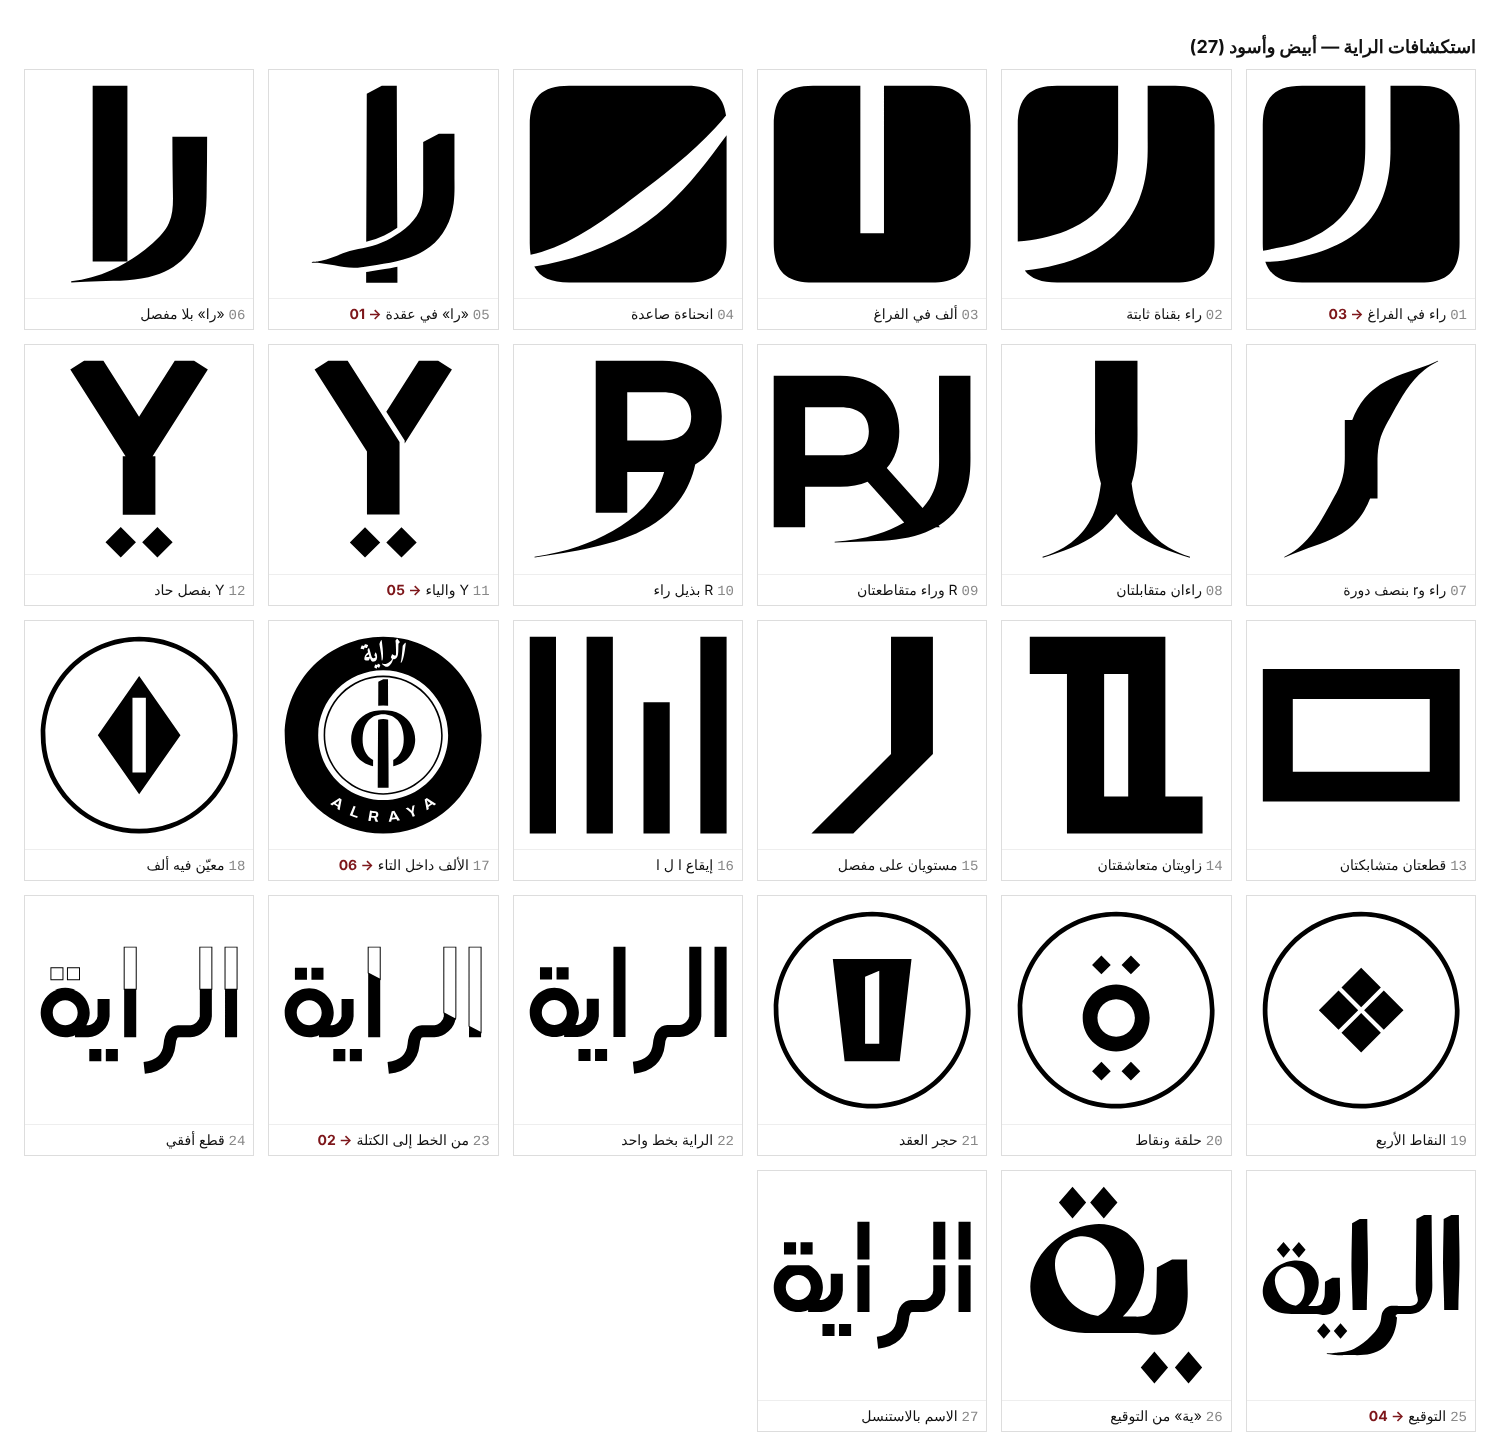 استكشافات الراية — أبيض وأسود (27)
01 راء في الفراغ → 03
02 راء بقناة ثابتة
03 ألف في الفراغ
04 انحناءة صاعدة
را
05 «را» في عقدة → 01
را
06 «را» بلا مفصل
07 راء وr بنصف دورة
08 راءان متقابلتان
R
09 R وراء متقاطعتان
R
10 R بذيل راء
Y
11 Y والياء → 05
Y
12 Y بفصل حاد
13 قطعتان متشابكتان
14 زاويتان متعاشقتان
15 مستويان على مفصل
16 إيقاع ا ل ا
الراية
ALRAYA
17 الألف داخل التاء → 06
18 معيّن فيه ألف
19 النقاط الأربع
20 حلقة ونقاط
21 حجر العقد
الراية
22 الراية بخط واحد
الراية
23 من الخط إلى الكتلة → 02
الراية
24 قطع أفقي
الراية
25 التوقيع → 04
ية
26 «ية» من التوقيع
الراية
27 الاسم بالاستنسل